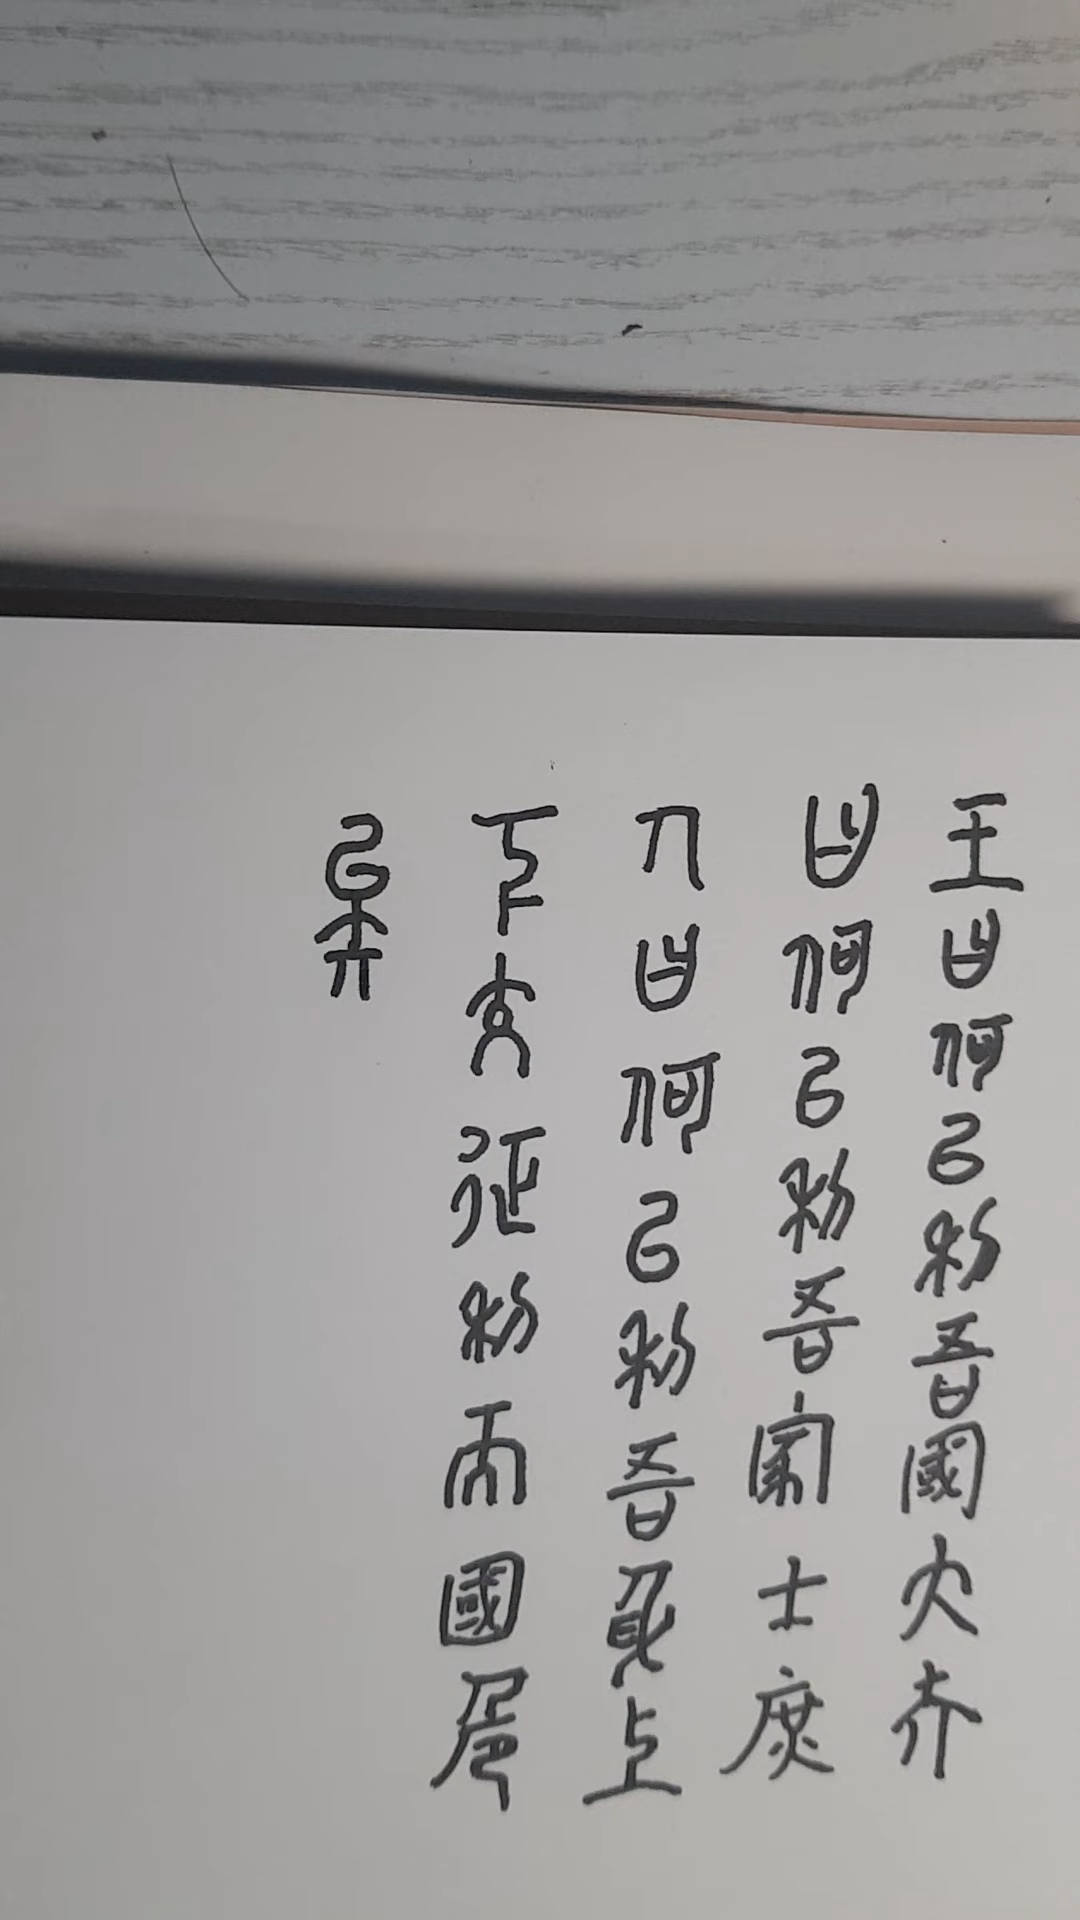 王曰何以利吾國大夫
曰何以利吾家士庶
人曰何以利吾身上
下交征利而國危
矣